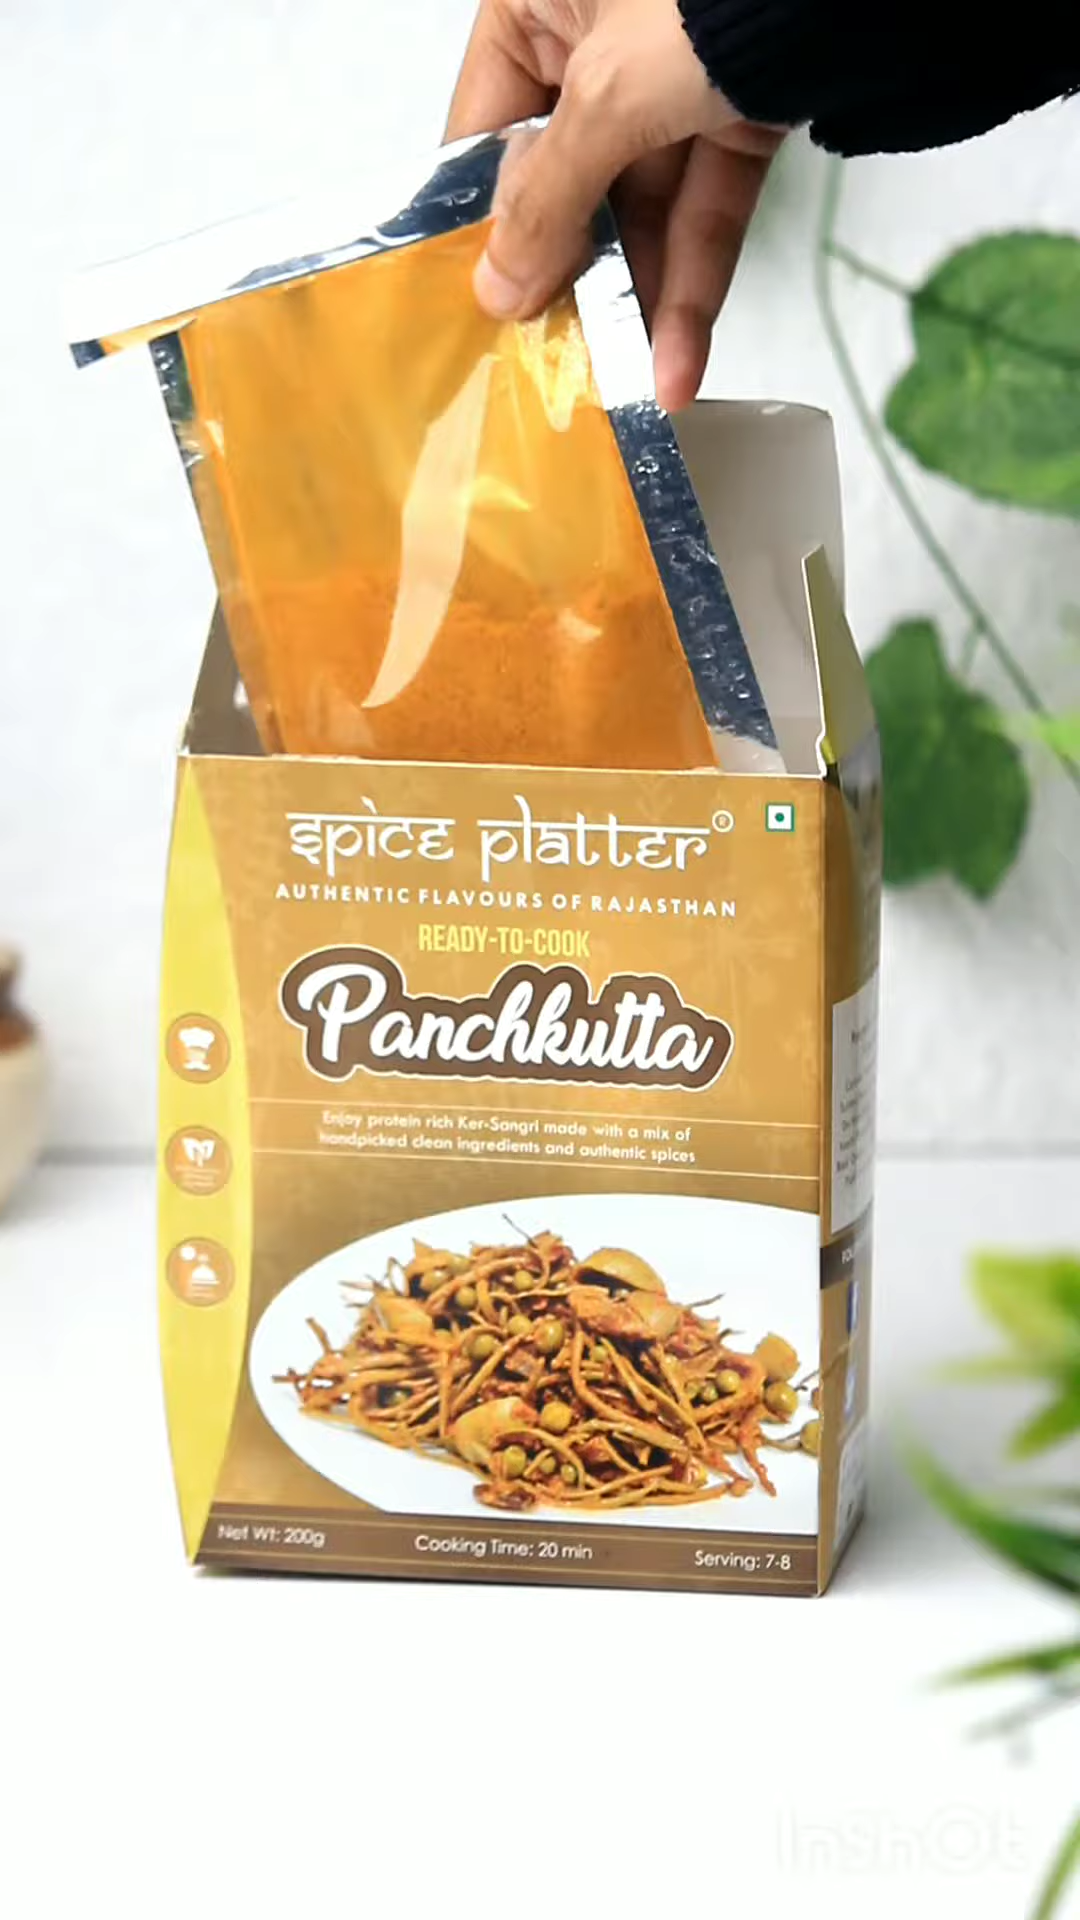 spice platter®
AUTHENTIC FLAVOURS OF RAJASTHAN
READY-TO-COOK
Panchkutta
Enjoy protein rich Ker-Sangri made with a mix of
handpicked clean ingredients and authentic spices
Net Wt: 200g
Cooking Time: 20 min
Serving: 7-8
InShOt